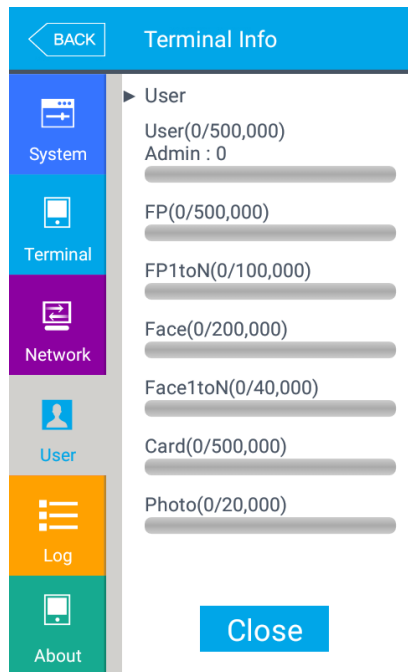 BACK
Terminal Info
System
Terminal
Network
User
Log
About
► User
User(0/500,000)
Admin : 0
FP(0/500,000)
FP1toN(0/100,000)
Face(0/200,000)
Face1toN(0/40,000)
Card(0/500,000)
Photo(0/20,000)
Close